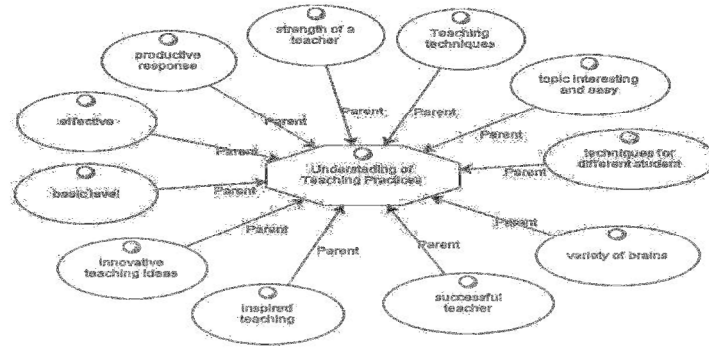 strength of a
teacher
Teaching
techniques
productive
response
topic interesting
and easy
effective
techniques for
different student
basic level
variety of brains
innovative
teaching ideas
inspired
teaching
successful
teacher
Understading of
Teaching Practices
Parent
Parent
Parent
Parent
Parent
Parent
Parent
Parent
Parent
Parent
Parent